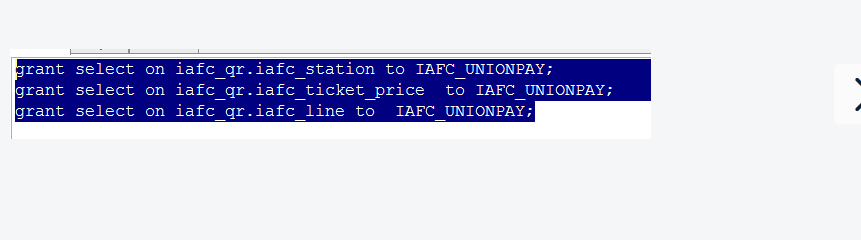 grant select on iafc_qr.iafc_station to IAFC_UNIONPAY;
grant select on iafc_qr.iafc_ticket_price  to IAFC_UNIONPAY;
grant select on iafc_qr.iafc_line to  IAFC_UNIONPAY;